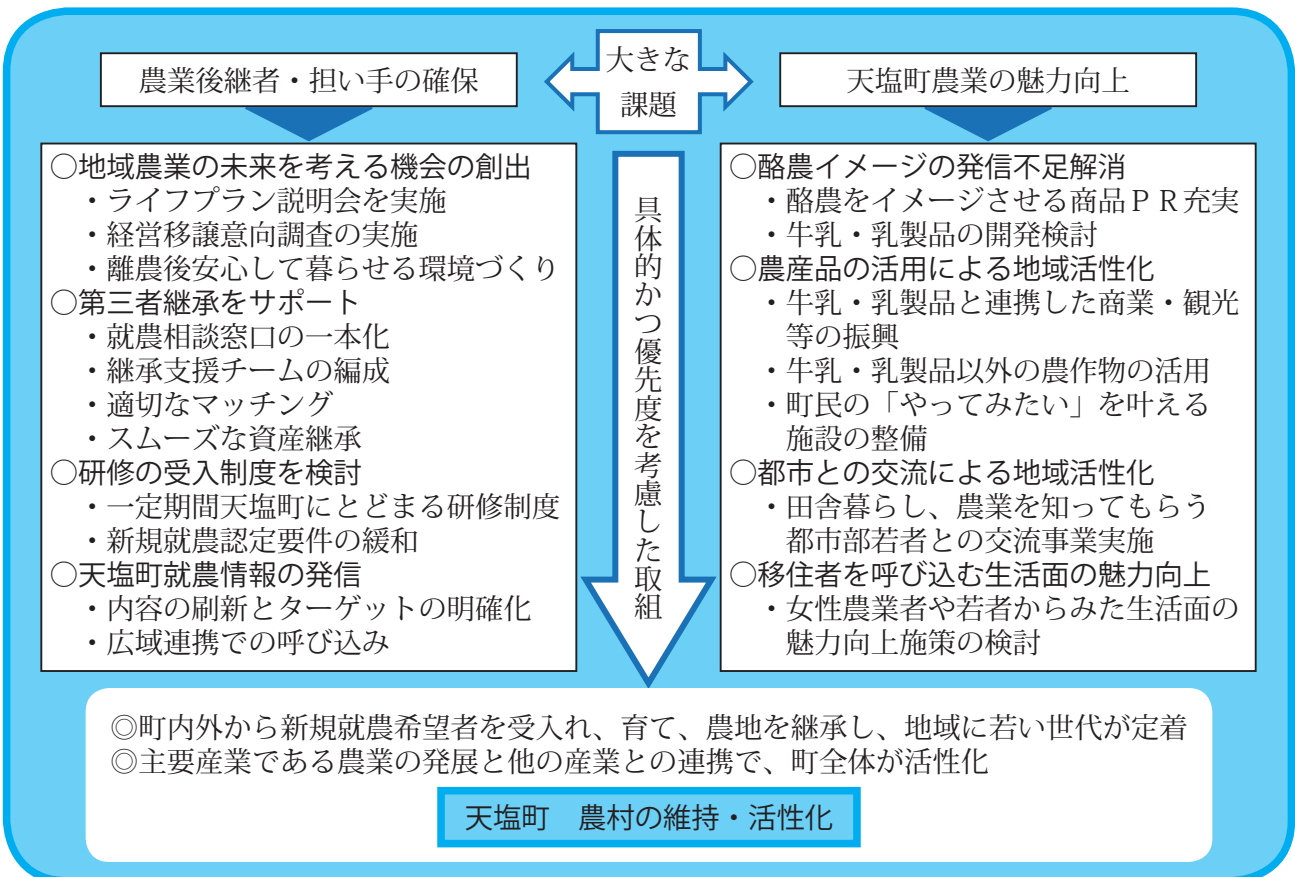 大きな
課題
農業後継者・担い手の確保
○地域農業の未来を考える機会の創出
・ライフプラン説明会を実施
・経営移譲意向調査の実施
・離農後安心して暮らせる環境づくり
○第三者継承をサポート
・就農相談窓口の一本化
・継承支援チームの編成
・適切なマッチング
・スムーズな資産継承
○研修の受入制度を検討
・一定期間天塩町にとどまる研修制度
・新規就農認定要件の緩和
○天塩町就農情報の発信
・内容の刷新とターゲットの明確化
・広域連携での呼び込み
具体的かつ優先度を考慮した取組
天塩町農業の魅力向上
○酪農イメージの発信不足解消
・酪農をイメージさせる商品ＰＲ充実
・牛乳・乳製品の開発検討
○農産品の活用による地域活性化
・牛乳・乳製品と連携した商業・観光
等の振興
・牛乳・乳製品以外の農作物の活用
・町民の「やってみたい」を叶える
施設の整備
○都市との交流による地域活性化
・田舎暮らし、農業を知ってもらう
都市部若者との交流事業実施
○移住者を呼び込む生活面の魅力向上
・女性農業者や若者からみた生活面の
魅力向上施策の検討
◎町内外から新規就農希望者を受入れ、育て、農地を継承し、地域に若い世代が定着
◎主要産業である農業の発展と他の産業との連携で、町全体が活性化
天塩町　農村の維持・活性化